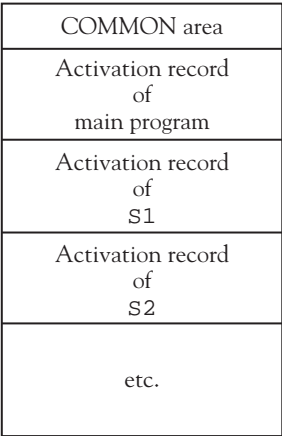 COMMON area
Activation record
of
main program
Activation record
of
S1
Activation record
of
S2
etc.